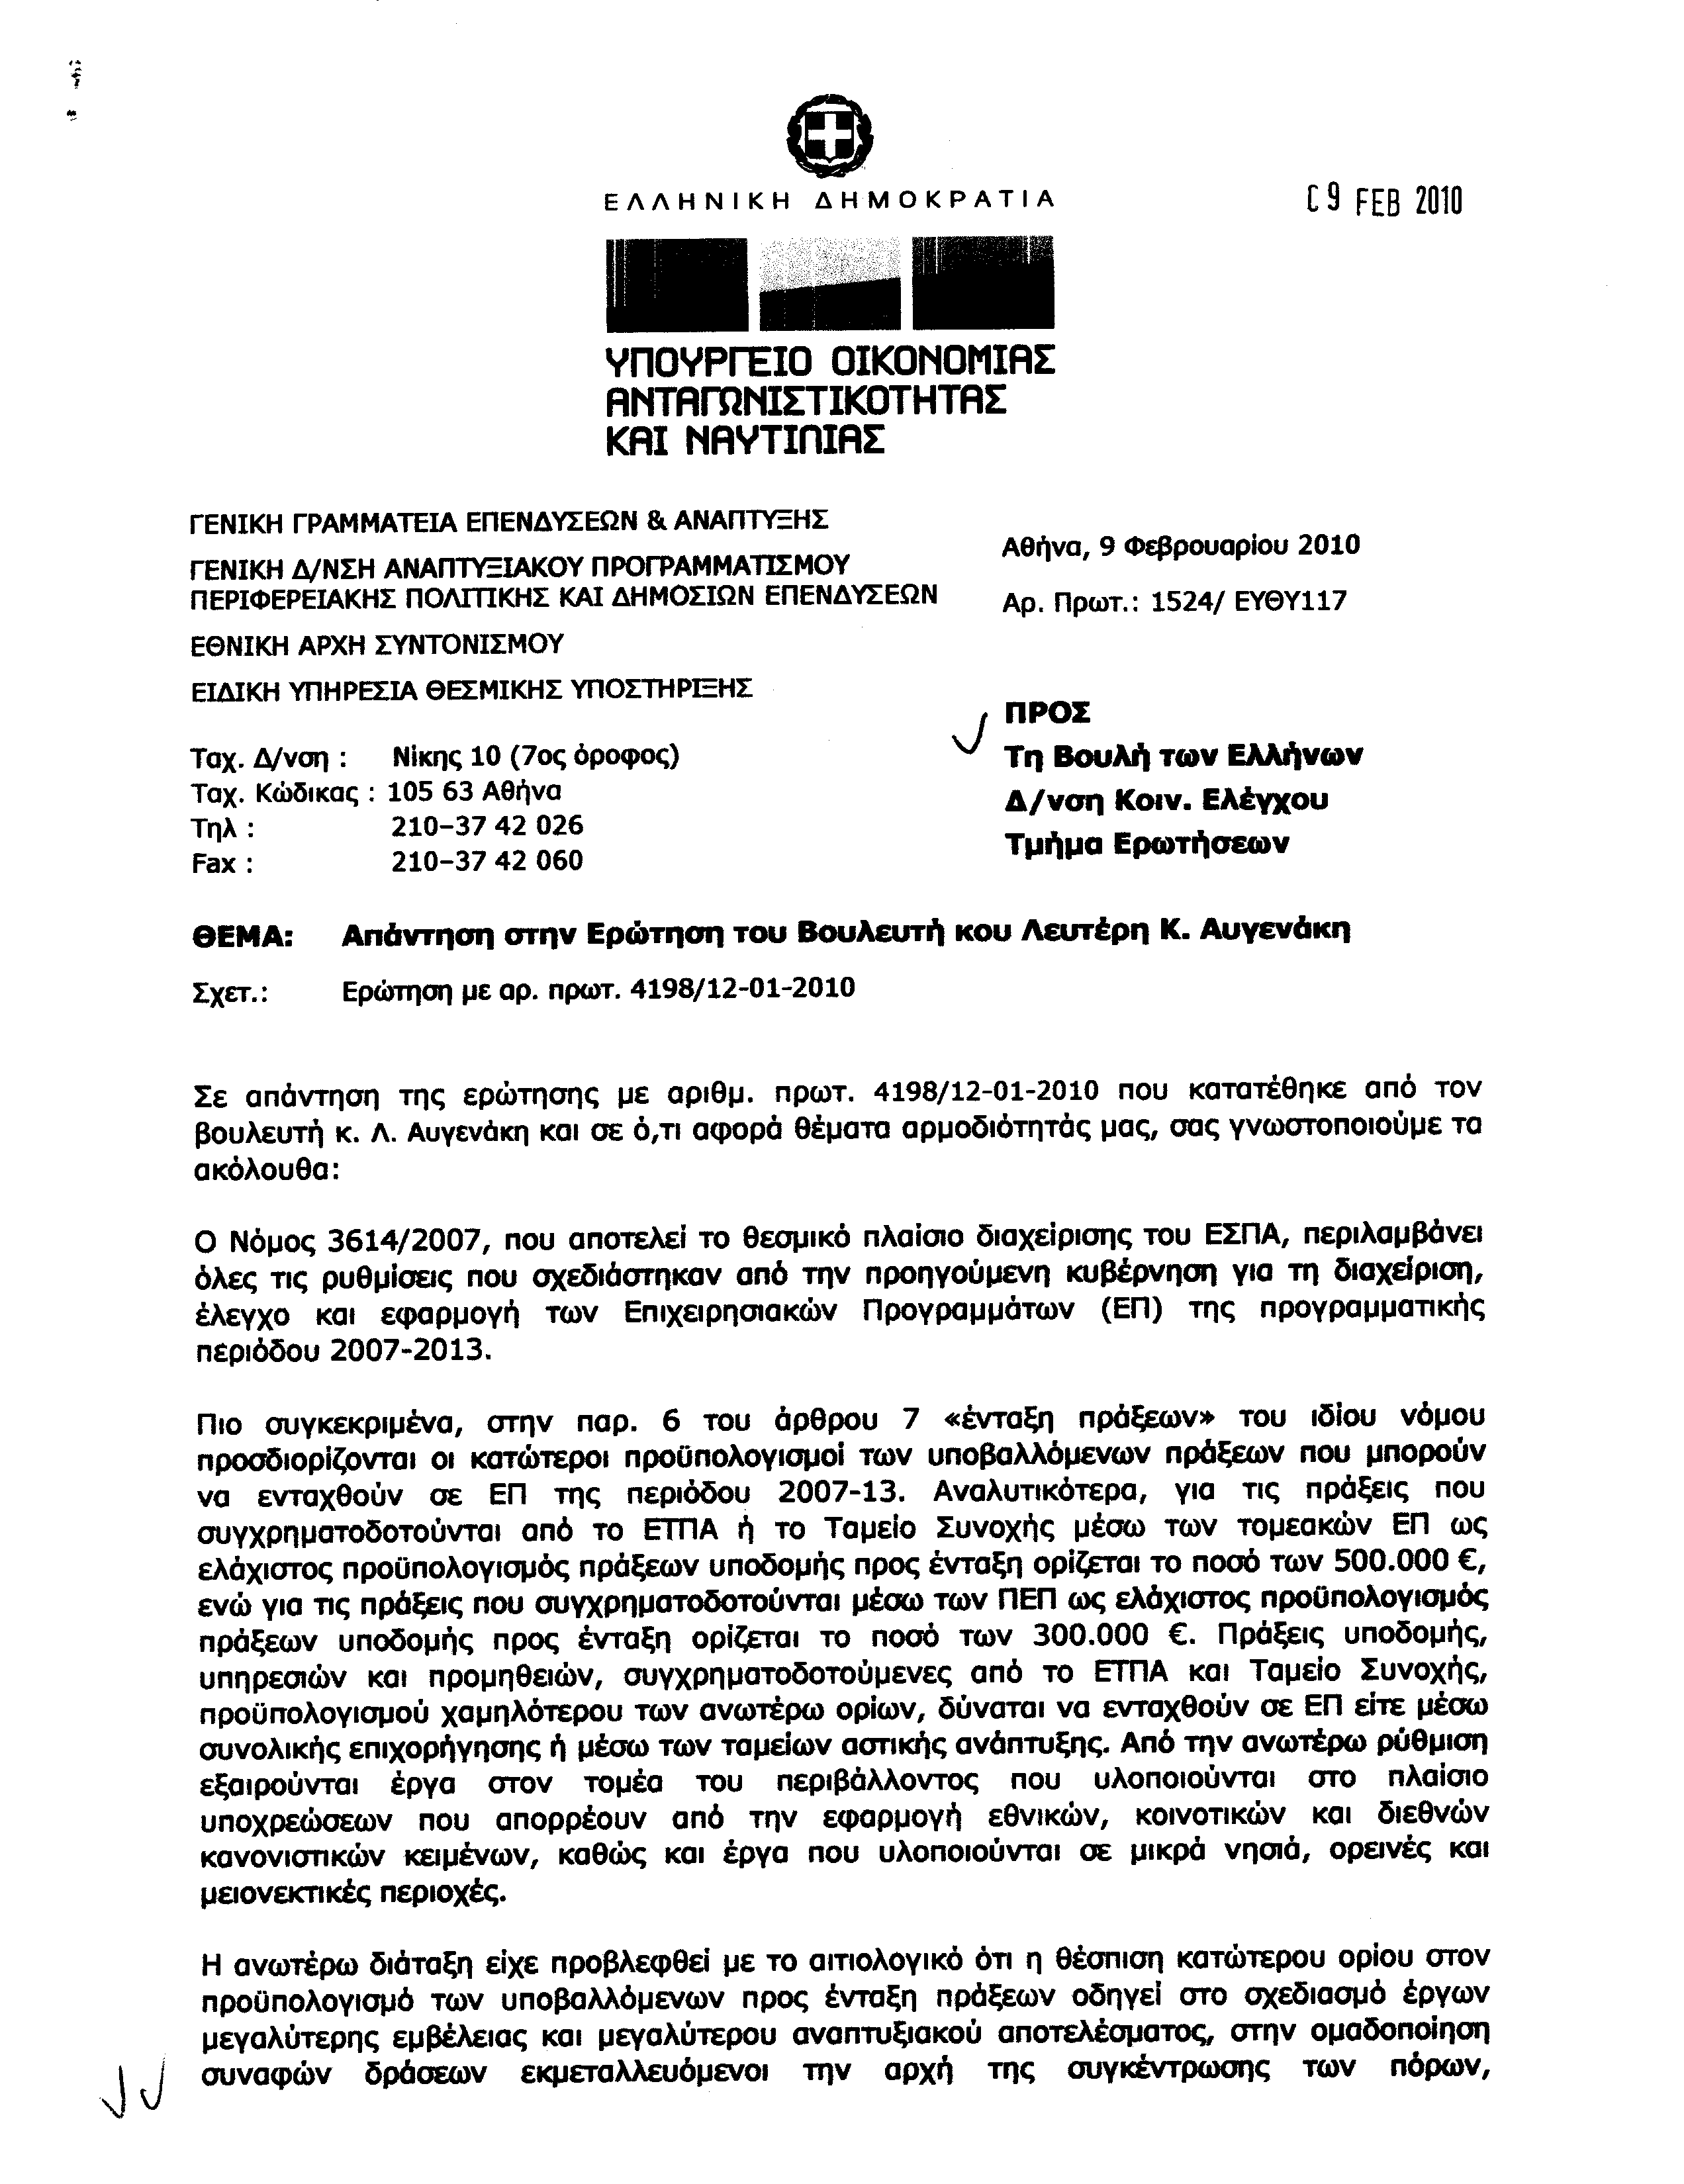 ΕΛΛΗΝΙΚΗ ΔΗΜΟΚΡΑΤΙΑ
09 FEB 2010
ΥΠΟΥΡΓΕΙΟ ΟΙΚΟΝΟΜΙΑΣ
ΑΝΤΑΓΩΝΙΣΤΙΚΟΤΗΤΑΣ
ΚΑΙ ΝΑΥΤΙΛΙΑΣ
ΓΕΝΙΚΗ ΓΡΑΜΜΑΤΕΙΑ ΕΠΕΝΔΥΣΕΩΝ & ΑΝΑΠΤΥΞΗΣ
ΓΕΝΙΚΗ Δ/ΝΣΗ ΑΝΑΠΤΥΞΙΑΚΟΥ ΠΡΟΓΡΑΜΜΑΤΙΣΜΟΥ
ΠΕΡΙΦΕΡΕΙΑΚΗΣ ΠΟΛΙΤΙΚΗΣ ΚΑΙ ΔΗΜΟΣΙΩΝ ΕΠΕΝΔΥΣΕΩΝ
ΕΘΝΙΚΗ ΑΡΧΗ ΣΥΝΤΟΝΙΣΜΟΥ
ΕΙΔΙΚΗ ΥΠΗΡΕΣΙΑ ΘΕΣΜΙΚΗΣ ΥΠΟΣΤΗΡΙΞΗΣ
Αθήνα, 9 Φεβρουαρίου 2010
Αρ. Πρωτ.: 1524/ ΕΥΘΥ117
Ταχ. Δ/νση : Νίκης 10 (7ος όροφος)
Ταχ. Κώδικας : 105 63 Αθήνα
Τηλ : 210-37 42 026
Fax : 210-37 42 060
ΠΡΟΣ
Τη Βουλή των Ελλήνων
Δ/νση Κοιν. Ελέγχου
Τμήμα Ερωτήσεων
ΘΕΜΑ: Απάντηση στην Ερώτηση του Βουλευτή κου Λευτέρη Κ. Αυγενάκη
Σχετ.: Ερώτηση με αρ. πρωτ. 4198/12-01-2010
Σε απάντηση της ερώτησης με αριθμ. πρωτ. 4198/12-01-2010 που κατατέθηκε από τον
βουλευτή κ. Λ. Αυγενάκη και σε ό,τι αφορά θέματα αρμοδιότητάς μας, σας γνωστοποιούμε τα
ακόλουθα:
Ο Νόμος 3614/2007, που αποτελεί το θεσμικό πλαίσιο διαχείρισης του ΕΣΠΑ, περιλαμβάνει
όλες τις ρυθμίσεις που σχεδιάστηκαν από την προηγούμενη κυβέρνηση για τη διαχείριση,
έλεγχο και εφαρμογή των Επιχειρησιακών Προγραμμάτων (ΕΠ) της προγραμματικής
περιόδου 2007-2013.
Πιο συγκεκριμένα, στην παρ. 6 του άρθρου 7 «ένταξη πράξεων» του ιδίου νόμου
προσδιορίζονται οι κατώτεροι προϋπολογισμοί των υποβαλλόμενων πράξεων που μπορούν
να ενταχθούν σε ΕΠ της περιόδου 2007-13. Αναλυτικότερα, για τις πράξεις που
συγχρηματοδοτούνται από το ΕΤΠΑ ή το Ταμείο Συνοχής μέσω των τομεακών ΕΠ ως
ελάχιστος προϋπολογισμός πράξεων υποδομής προς ένταξη ορίζεται το ποσό των 500.000 €,
ενώ για τις πράξεις που συγχρηματοδοτούνται μέσω των ΠΕΠ ως ελάχιστος προϋπολογισμός
πράξεων υποδομής προς ένταξη ορίζεται το ποσό των 300.000 €. Πράξεις υποδομής,
υπηρεσιών και προμηθειών, συγχρηματοδοτούμενες από το ΕΤΠΑ και Ταμείο Συνοχής,
προϋπολογισμού χαμηλότερου των ανωτέρω ορίων, δύναται να ενταχθούν σε ΕΠ είτε μέσω
συνολικής επιχορήγησης ή μέσω των ταμείων αστικής ανάπτυξης. Από την ανωτέρω ρύθμιση
εξαιρούνται έργα στον τομέα του περιβάλλοντος που υλοποιούνται στο πλαίσιο
υποχρεώσεων που απορρέουν από την εφαρμογή εθνικών, κοινοτικών και διεθνών
κανονιστικών κειμένων, καθώς και έργα που υλοποιούνται σε μικρά νησιά, ορεινές και
μειονεκτικές περιοχές.
Η ανωτέρω διάταξη είχε προβλεφθεί με το αιτιολογικό ότι η θέσπιση κατώτερου ορίου στον
προϋπολογισμό των υποβαλλόμενων προς ένταξη πράξεων οδηγεί στο σχεδιασμό έργων
μεγαλύτερης εμβέλειας και μεγαλύτερου αναπτυξιακού αποτελέσματος, στην ομαδοποίηση
συναφών δράσεων εκμεταλλευόμενοι την αρχή της συγκέντρωσης των πόρων,